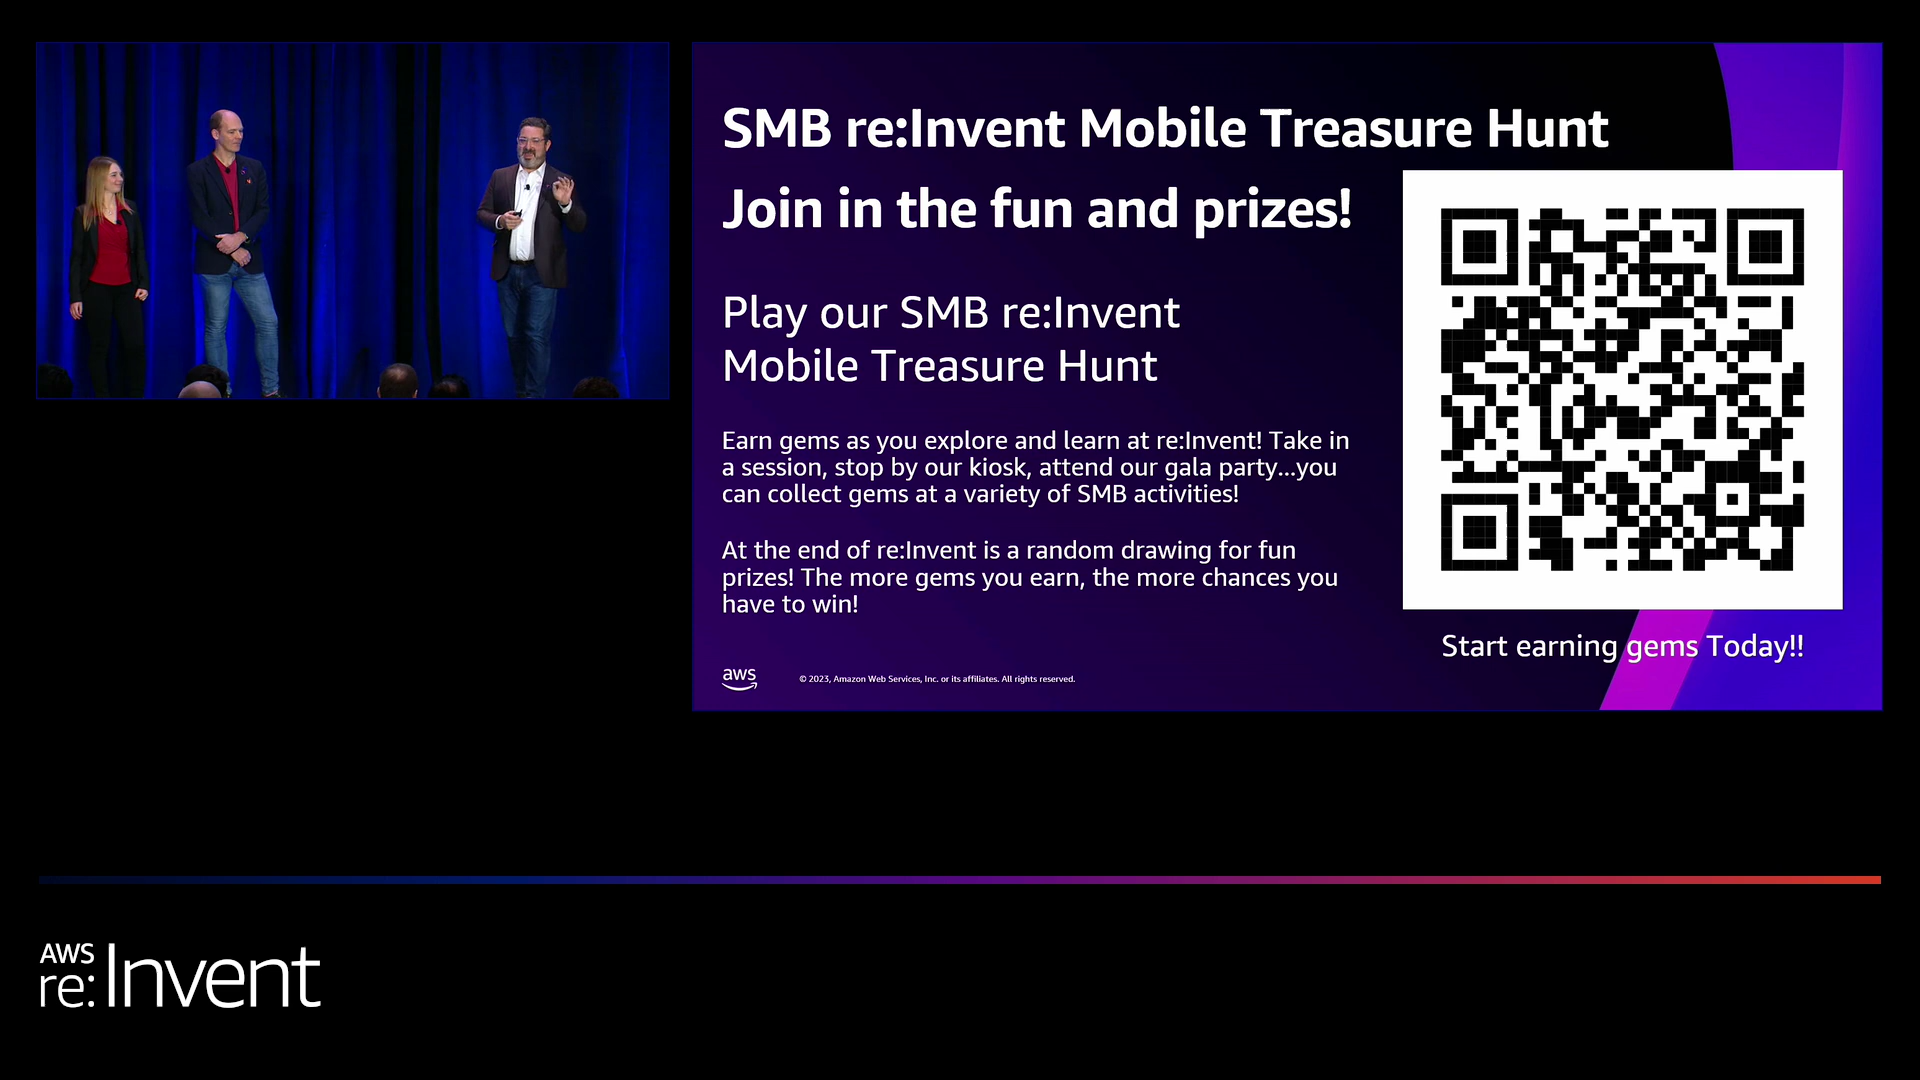 SMB re:Invent Mobile Treasure Hunt
Join in the fun and prizes!
Play our SMB re:Invent
Mobile Treasure Hunt
Earn gems as you explore and learn at re:Invent! Take in
a session, stop by our kiosk, attend our gala party...you
can collect gems at a variety of SMB activities!
At the end of re:Invent is a random drawing for fun
prizes! The more gems you earn, the more chances you
have to win!
Start earning gems Today!!
aws
© 2023, Amazon Web Services, Inc. or its affiliates. All rights reserved.
AWS
re:Invent